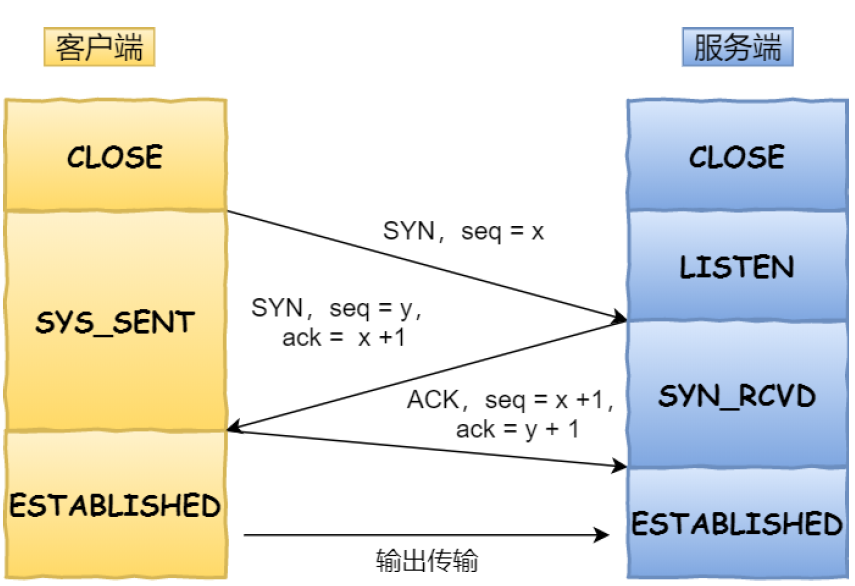 客户端
服务端
CLOSE
CLOSE
SYN，seq = x
LISTEN
SYN，seq = y，
ack =  x +1
SYS_SENT
ACK，seq = x +1，
ack = y + 1
SYN_RCVD
ESTABLISHED
ESTABLISHED
输出传输